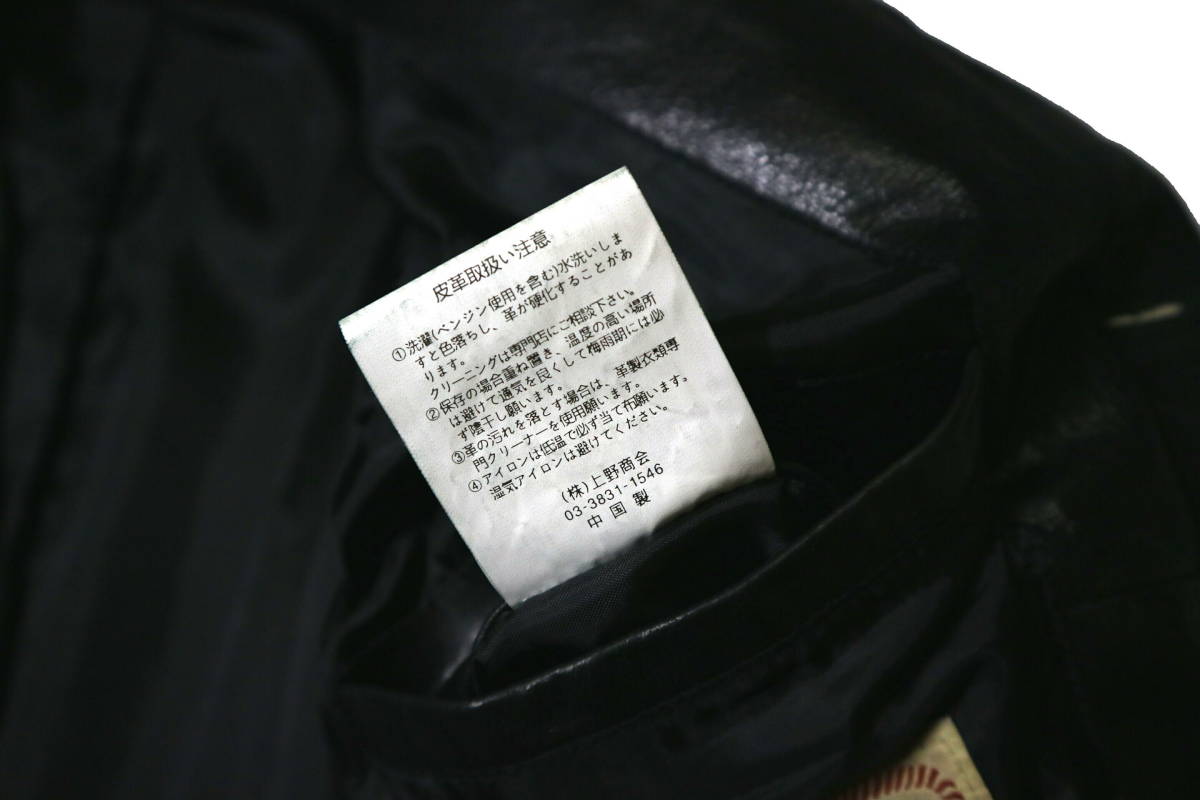 皮革取扱い注意
①洗濯(ベンジン使用を含む)水洗いしま
すと色落ちし、革が硬化することがあ
ります。
クリーニングは専門店にご相談下さい。
②保存の場合重ね置き、温度の高い場所
は避けて通気を良くして梅雨期には必
ず陰干し願います。
③革の汚れを落とす場合は、革製衣類専
門クリーナーを使用願います。
④アイロンは低温で必ず当て布願います。
湿気アイロンは避けてください。
(株)上野商会
03-3831-1546
中国製